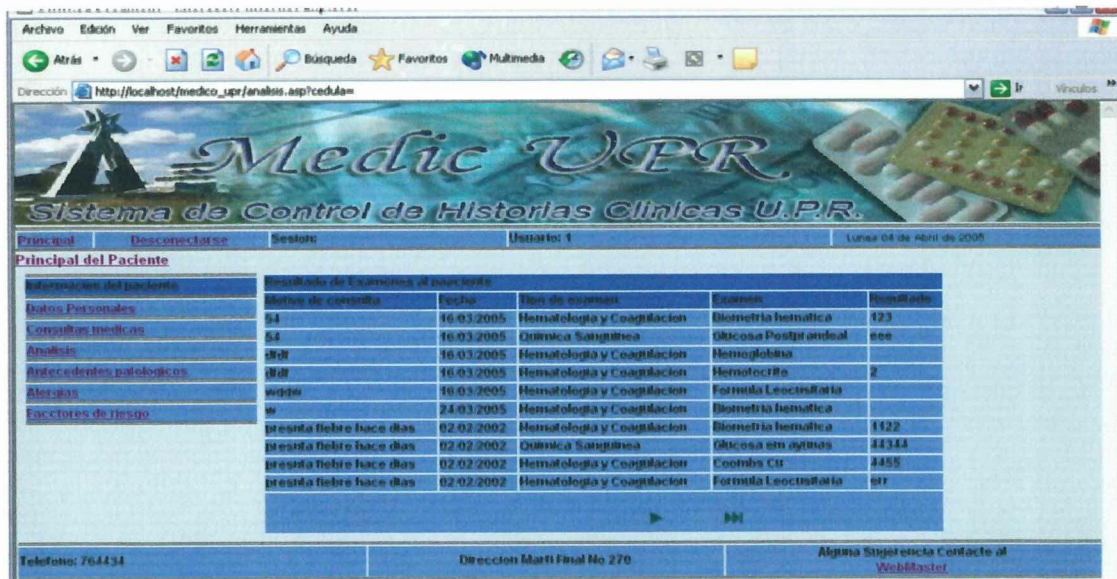 Archivo Edición Ver Favoritos Herramientas Ayuda
Atrás Búsqueda Favoritos Multimedia
Dirección http://localhost/medico_upr/analisis.asp?cedula= Ir Vínculos »
Medic UPR
Sistema de Control de Historias Clinicas U.P.R.
Principal Desconectarse Sesion: Usuario: 1 Lunes 04 de Abril de 2005
Principal del Paciente
Informacion del paciente
Datos Personales
Consultas medicas
Analisis
Antecedentes patologicos
Alergias
Facctores de riesgo
Resultado de Examenes al
Motivo de consulta Fecha Tipo de examen Examen Resultado
54 16/03/2005 Hematologia y Coagulacion Biometria hematica 123
54 16/03/2005 Quimica Sanguinea Glucosa Postprandeal eee
dfdf 16/03/2005 Hematologia y Coagulacion Hemoglobina
dfdf 16/03/2005 Hematologia y Coagulacion Hematocrito 2
16/03/2005 Hematologia y Coagulacion Formula
w 24/03/2005 Hematologia y Coagulacion Biometria hematica
presnta fiebre hace dias 02/02/2002 Hematologia y Coagulacion Biometria hematica 1122
presnta fiebre hace dias 02/02/2002 Quimica Sanguinea Glucosa em ayunas 44344
presnta fiebre hace dias 02/02/2002 Hematologia y Coagulacion Coombs 4455
presnta fiebre hace dias 02/02/2002 Hematologia y Coagulacion Formula err
Telefono: 764434 Direccion Marti Final No 270 Alguna Sugerencia Contacte al
WebMaster